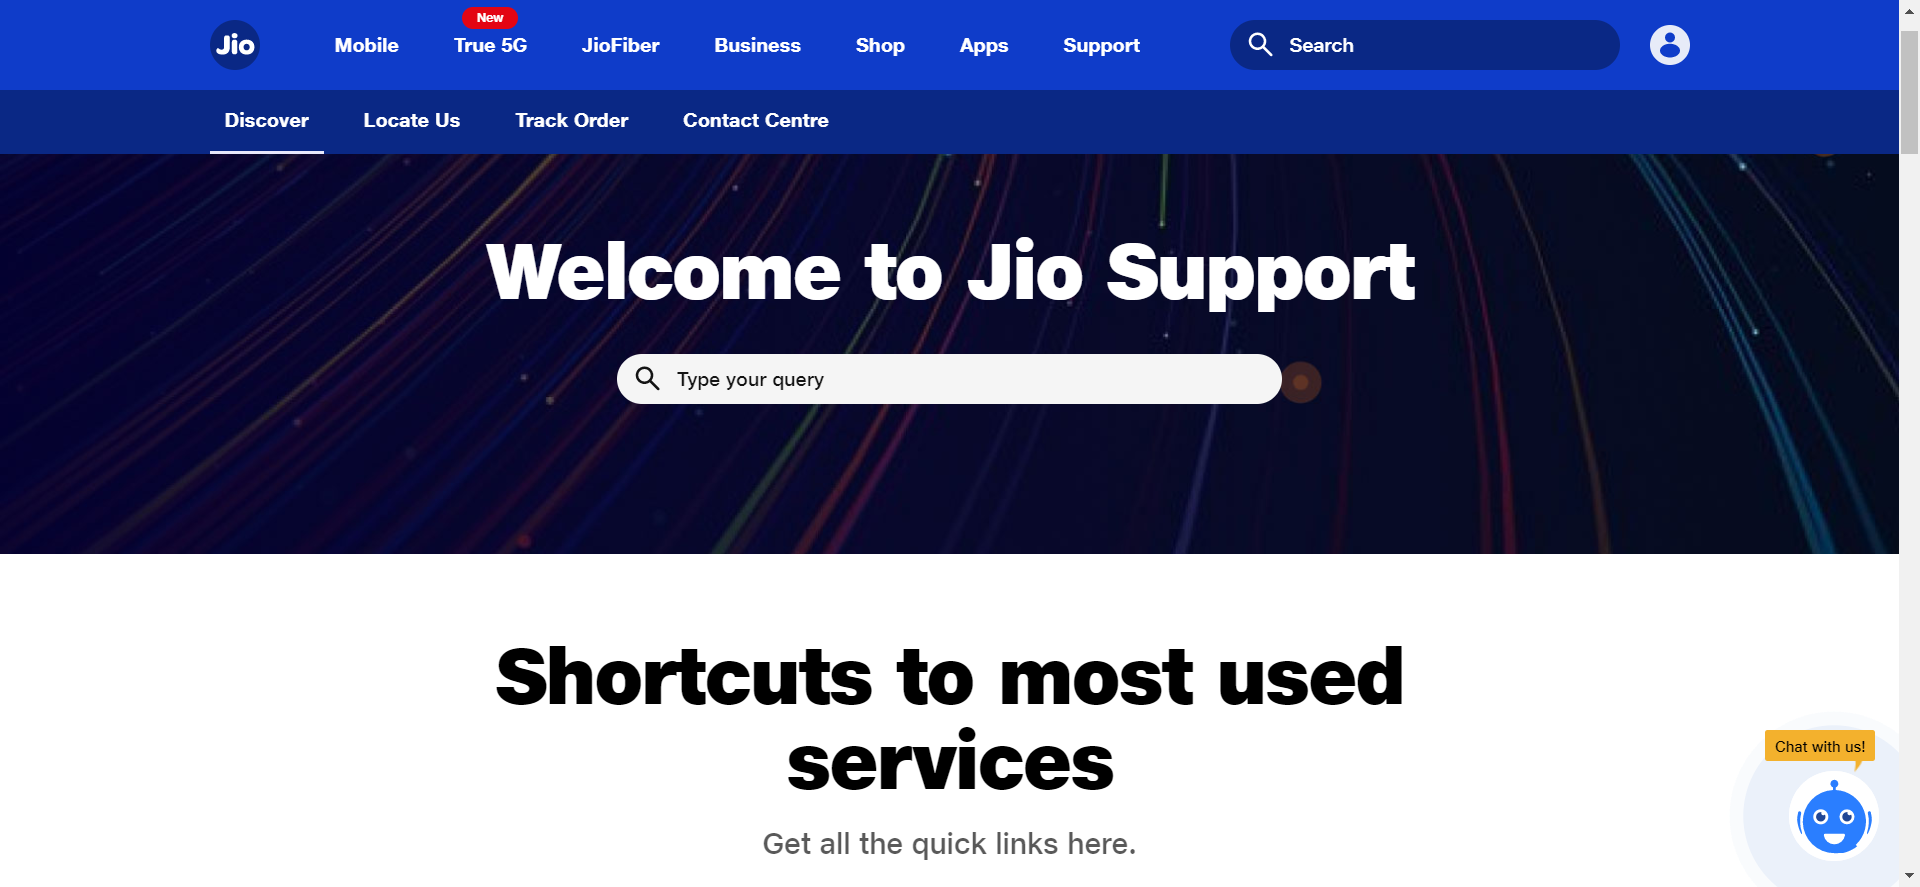 New
Jio Mobile True 5G JioFiber Business Shop Apps Support Search
Discover Locate Us Track Order Contact Centre
Welcome to Jio Support
Type your query
Shortcuts to most used
services
Get all the quick links here.
Chat with us!